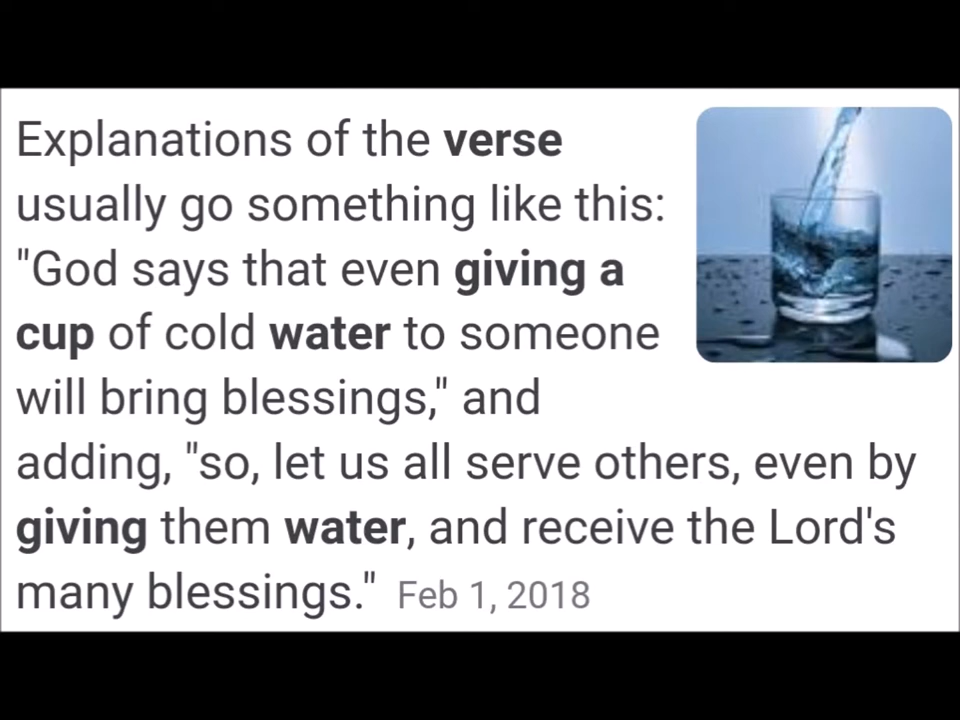 Explanations of the verse
usually go something like this:
"God says that even giving a
cup of cold water to someone
will bring blessings," and
adding, "so, let us all serve others, even by
giving them water, and receive the Lord's
many blessings." Feb 1, 2018